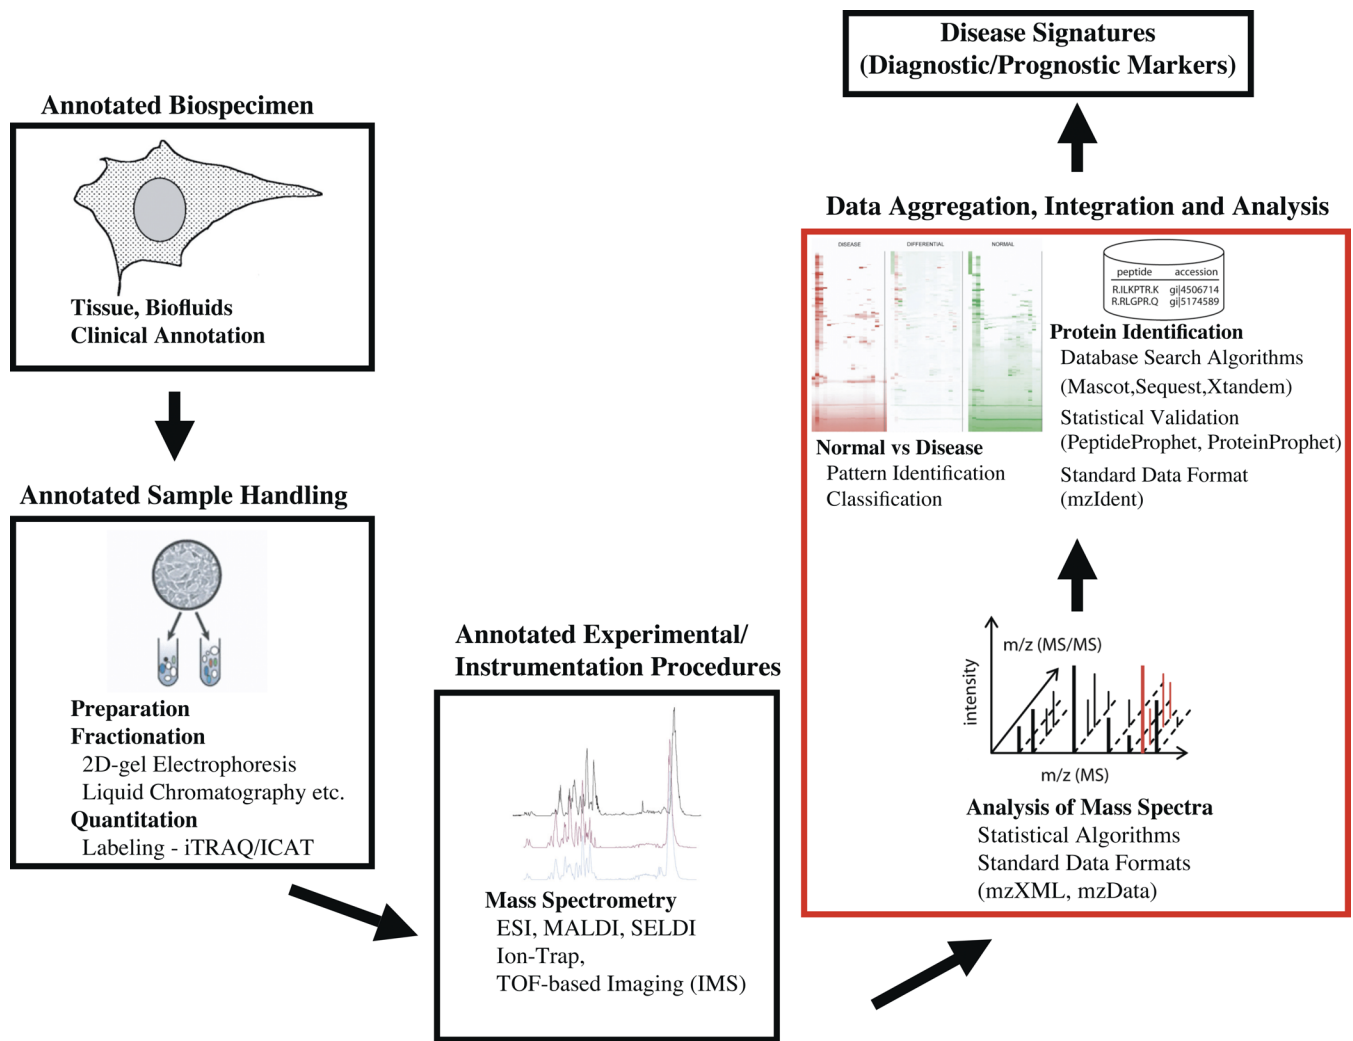 Annotated Biospecimen
Tissue, Biofluids
Clinical Annotation
Annotated Sample Handling
Preparation
Fractionation
2D-gel Electrophoresis
Liquid Chromatography etc.
Quantitation
Labeling - iTRAQ/ICAT
Annotated Experimental/
Instrumentation Procedures
Mass Spectrometry
ESI, MALDI, SELDI
Ion-Trap,
TOF-based Imaging (IMS)
Disease Signatures
(Diagnostic/Prognostic Markers)
Data Aggregation, Integration and Analysis
DISEASE DIFFERENTIAL NORMAL
Normal vs Disease
Pattern Identification
Classification
peptide accession
R.ILKPTR.K gi|4506714
R.RLGPR.Q gi|5174589
Protein Identification
Database Search Algorithms
(Mascot,Sequest,Xtandem)
Statistical Validation
(PeptideProphet, ProteinProphet)
Standard Data Format
(mzIdent)
m/z (MS/MS)
intensity
m/z (MS)
Analysis of Mass Spectra
Statistical Algorithms
Standard Data Formats
(mzXML, mzData)